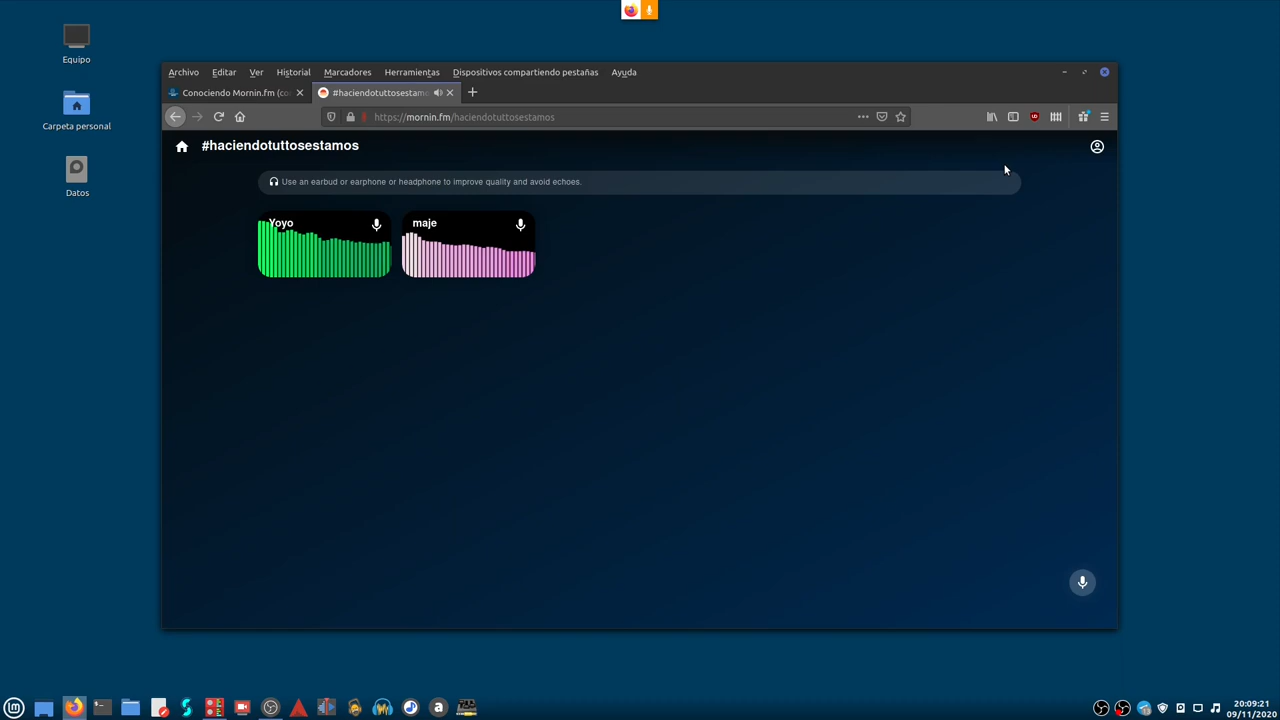 Equipo
Carpeta personal
Datos
Archivo Editar Ver Historial Marcadores Herramientas Dispositivos compartiendo pestañas Ayuda
Conociendo Mornin.fm (co
#haciendotuttosestamo
https://mornin.fm/haciendotuttosestamos
#haciendotuttosestamos
Use an earbud or earphone or headphone to improve quality and avoid echoes.
Yoyo
maje
20:09:21
09/11/2020